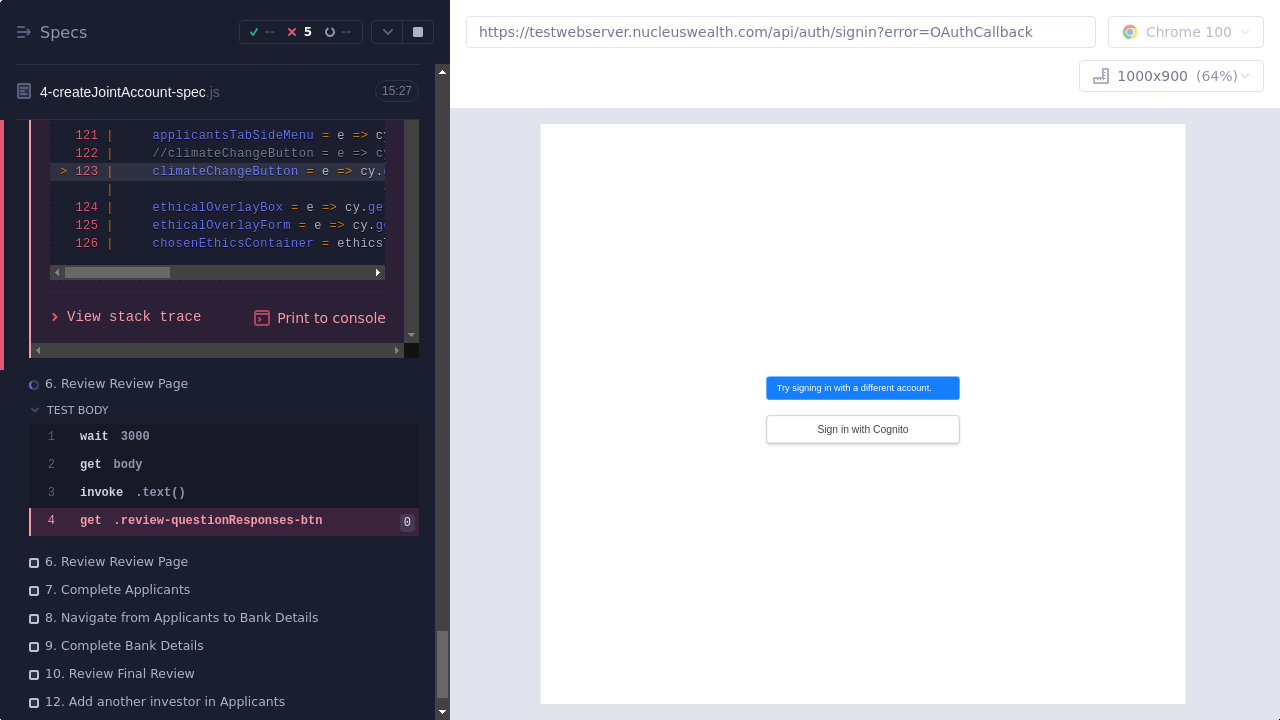 Specs
-- 5 --
4-createJointAccount-spec.js 15:27
121 | applicantsTabSideMenu = e => cy
122 | //climateChangeButton = e => cy
> 123 | climateChangeButton = e => cy.
|
124 | ethicalOverlayBox = e => cy.ge
125 | ethicalOverlayForm = e => cy.g
126 | chosenEthicsContainer = ethics
View stack trace
Print to console
6. Review Review Page
TEST BODY
1 wait 3000
2 get body
3 invoke .text()
4 get .review-questionResponses-btn 0
6. Review Review Page
7. Complete Applicants
8. Navigate from Applicants to Bank Details
9. Complete Bank Details
10. Review Final Review
12. Add another investor in Applicants
https://testwebserver.nucleuswealth.com/api/auth/signin?error=OAuthCallback
Chrome 100
1000x900 (64%)
Try signing in with a different account.
Sign in with Cognito